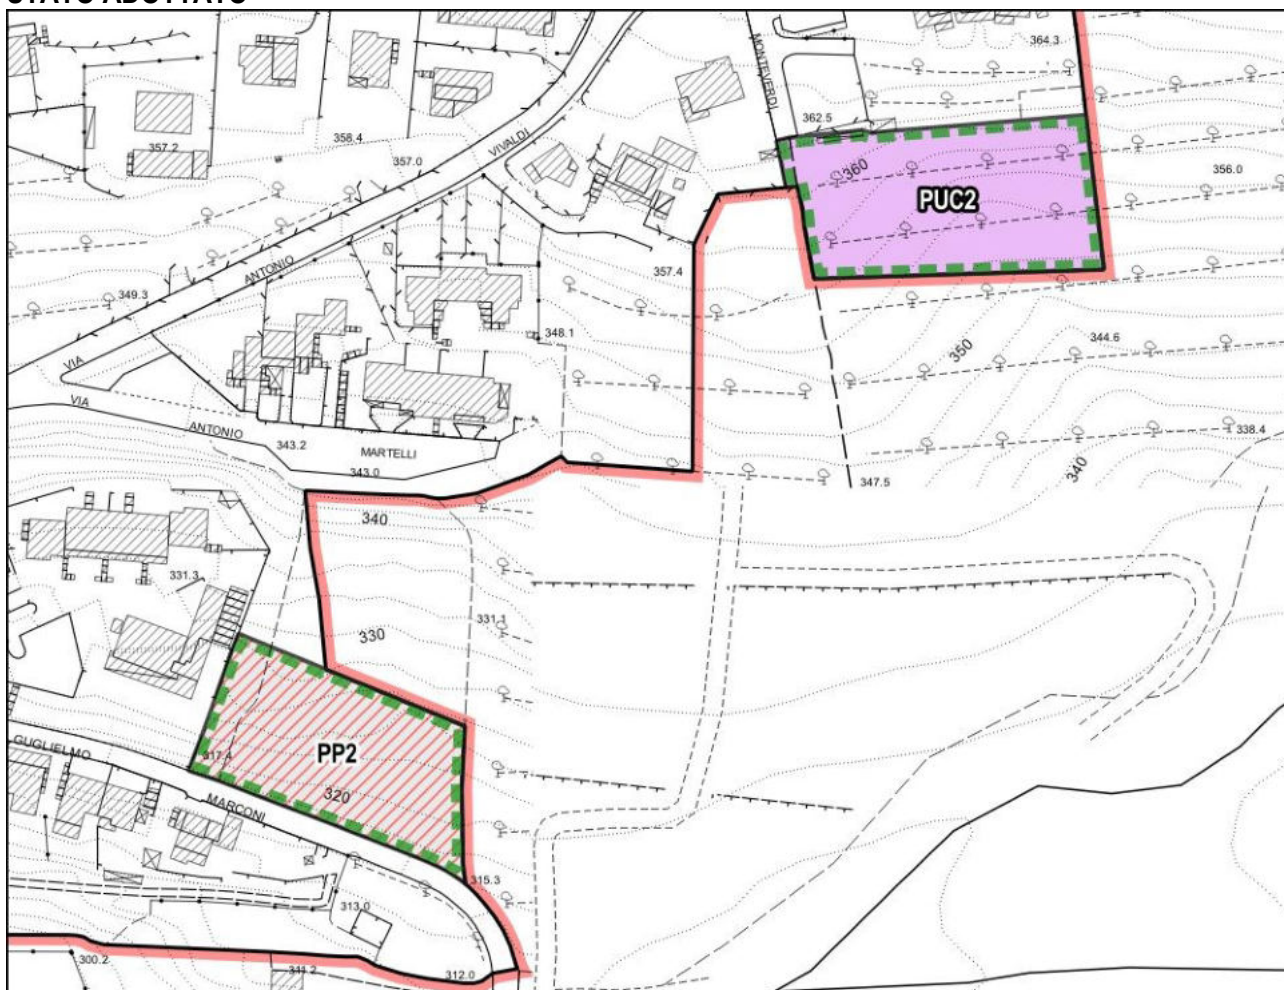 STATO ADOTTATO
364.3
MONTEVERDI
362.5
358.4
357.2
357.0
VIVALDI
360
356.0
PUC2
357.4
ANTONIO
349.3
348.1
350
344.6
VIA
VIA
ANTONIO
343.2
MARTELLI
338.4
343.0
347.5
340
340
331.3
331.1
330
GUGLIELMO
317.4
PP2
320
MARCONI
315.3
313.0
300.2
311.2
312.0